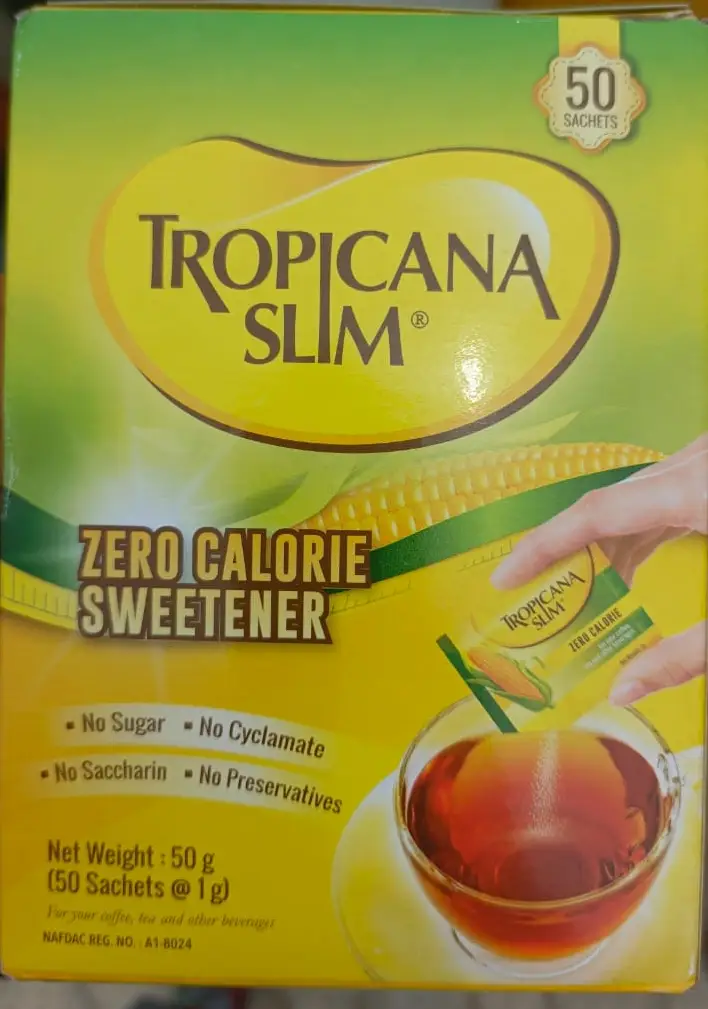 50
SACHETS
TROPICANA
SLIM®
ZERO CALORIE
SWEETENER
TROPICANA
SLIM
ZERO CALORIE
▪ No Sugar ▪ No Cyclamate
▪ No Saccharin ▪ No Preservatives
Net Weight : 50 g
(50 Sachets @ 1 g)
For your coffee, tea and other beverages
NAFDAC REG. NO. : A1-8024